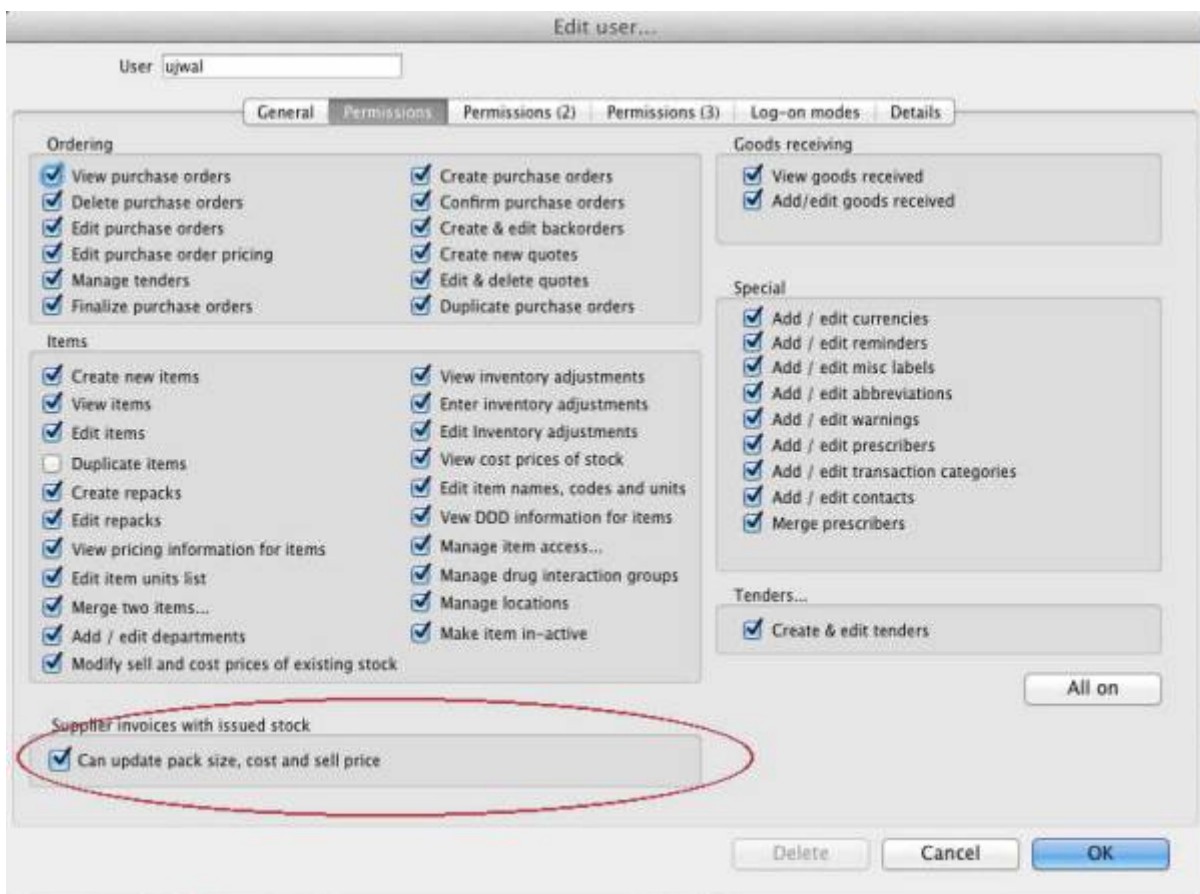 Edit user...
User ujwal
General Permissions Permissions (2) Permissions (3) Log-on modes Details
Ordering
View purchase orders
Delete purchase orders
Edit purchase orders
Edit purchase order pricing
Manage tenders
Finalize purchase orders
Create purchase orders
Confirm purchase orders
Create & edit backorders
Create new quotes
Edit & delete quotes
Duplicate purchase orders
Items
Create new items
View items
Edit items
Duplicate items
Create repacks
Edit repacks
View pricing information for items
Edit item units list
Merge two items...
Add / edit departments
Modify sell and cost prices of existing stock
View inventory adjustments
Enter inventory adjustments
Edit Inventory adjustments
View cost prices of stock
Edit item names, codes and units
Vew DDD information for items
Manage item access...
Manage drug interaction groups
Manage locations
Make item in-active
Supplier invoices with issued stock
Can update pack size, cost and sell price
Goods receiving
View goods received
Add/edit goods received
Special
Add / edit currencies
Add / edit reminders
Add / edit misc labels
Add / edit abbreviations
Add / edit warnings
Add / edit prescribers
Add / edit transaction categories
Add / edit contacts
Merge prescribers
Tenders...
Create & edit tenders
All on
Delete Cancel OK